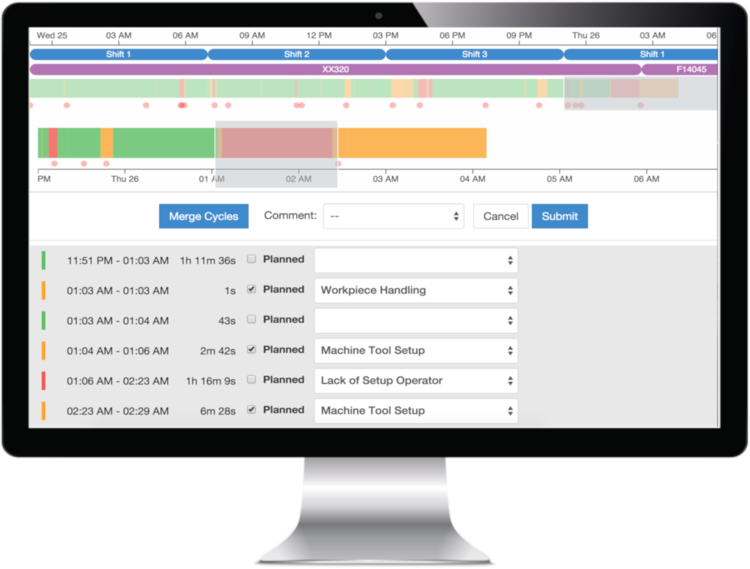 Wed 25 03 AM 06 AM 09 AM 12 PM 03 PM 06 PM 09 PM Thu 26 03 AM 06
Shift 1 Shift 2 Shift 3 Shift 1
XX320 F14045
PM Thu 26 01 AM 02 AM 03 AM 04 AM 05 AM 06 AM
Merge Cycles Comment: -- Cancel Submit
11:51 PM - 01:03 AM 1h 11m 36s Planned
01:03 AM - 01:03 AM 1s Planned Workpiece Handling
01:03 AM - 01:04 AM 43s Planned
01:04 AM - 01:06 AM 2m 42s Planned Machine Tool Setup
01:06 AM - 02:23 AM 1h 16m 9s Planned Lack of Setup Operator
02:23 AM - 02:29 AM 6m 28s Planned Machine Tool Setup